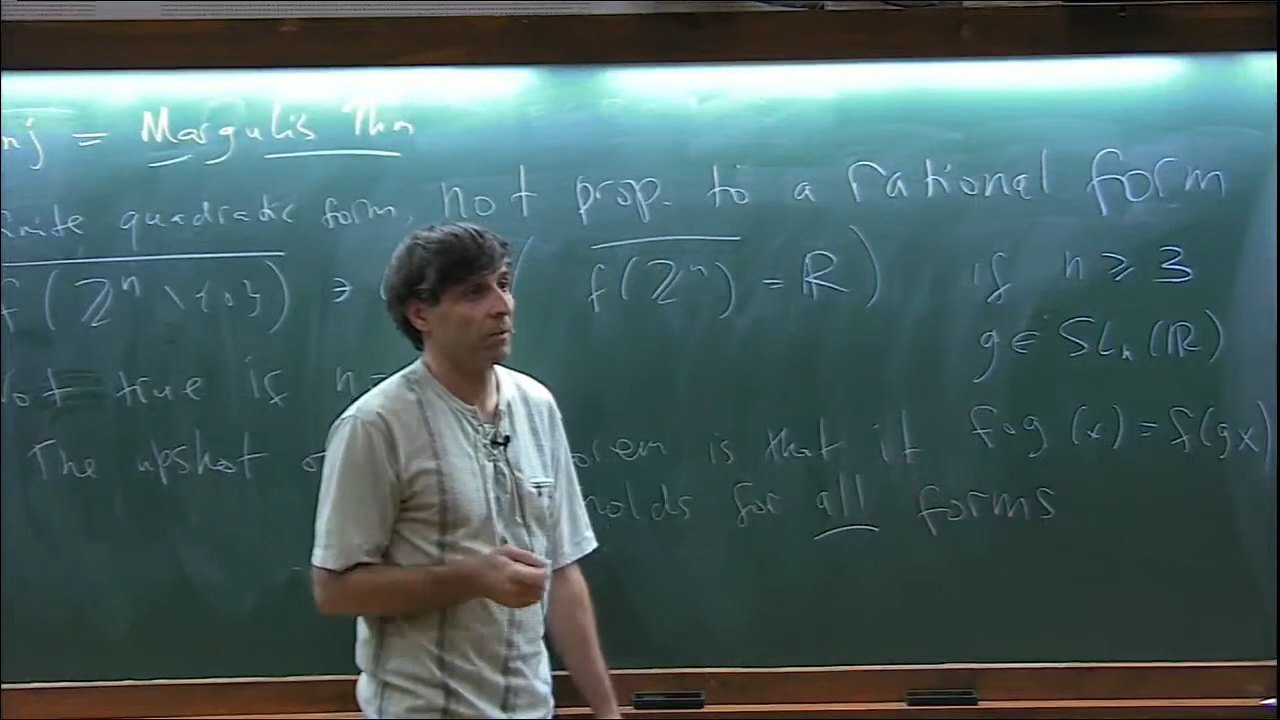 nj = Margulis Thm
finite quadratic form, not prop. to a rational form
f(ℤⁿ\{0}) ∋ ( f(ℤⁿ) = ℝ ) if n ≥ 3
Not true if n = g ∈ SLₙ(ℝ)
The upshot orem is that it f∘g (x) = f(gx)
holds for all forms